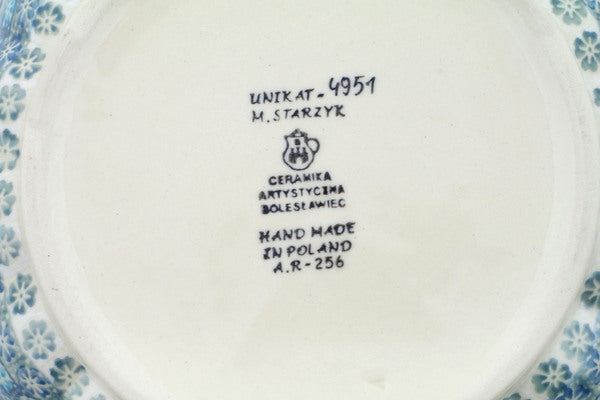 UNIKAT-4951
M.STARZYK
B
CERAMIKA
ARTYSTYCZNA
BOLESŁAWIEC
HAND MADE
IN POLAND
A.R-256